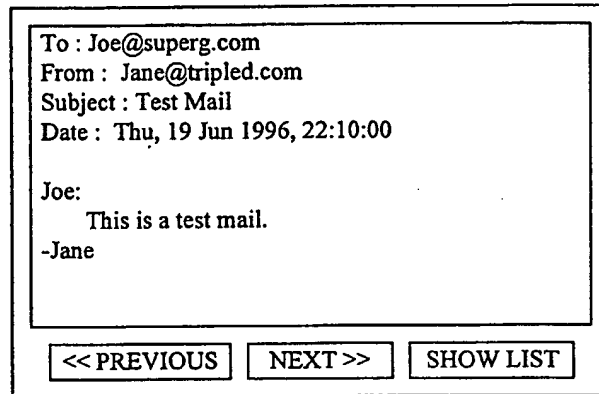 To : Joe@superg.com
From : Jane@tripled.com
Subject : Test Mail
Date : Thu, 19 Jun 1996, 22:10:00
Joe:
This is a test mail.
-Jane
<< PREVIOUS NEXT >> SHOW LIST